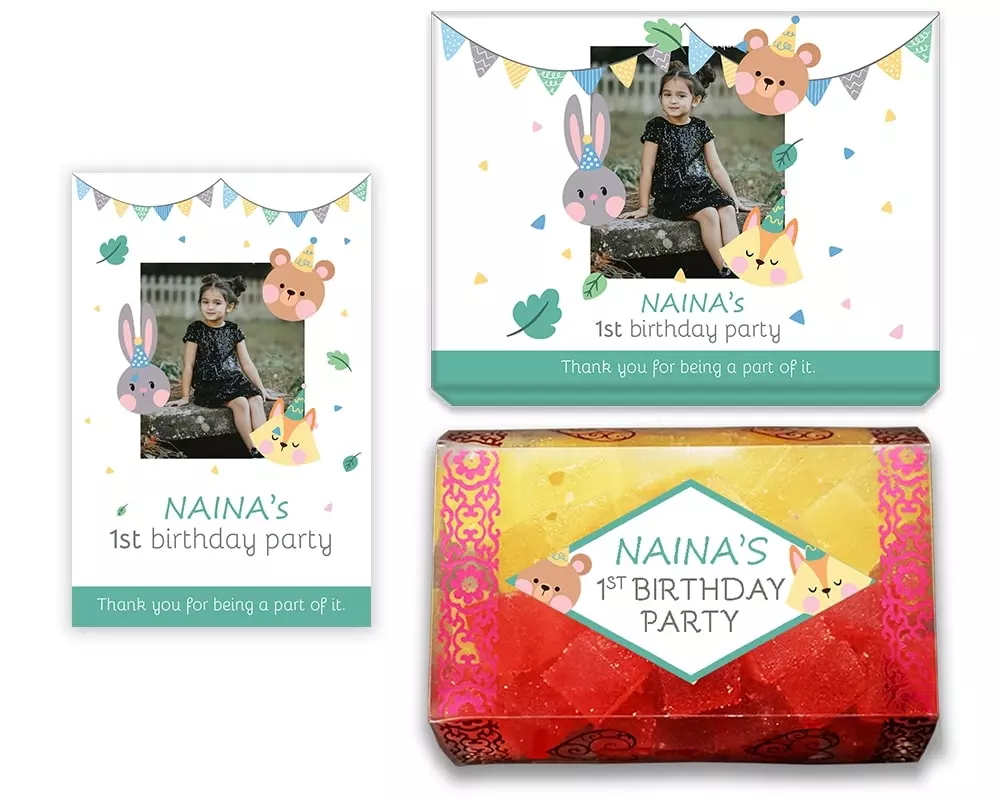 NAINA's
1st birthday party
Thank you for being a part of it.
NAINA's
1st birthday party
Thank you for being a part of it.
NAINA'S
1ST BIRTHDAY
PARTY